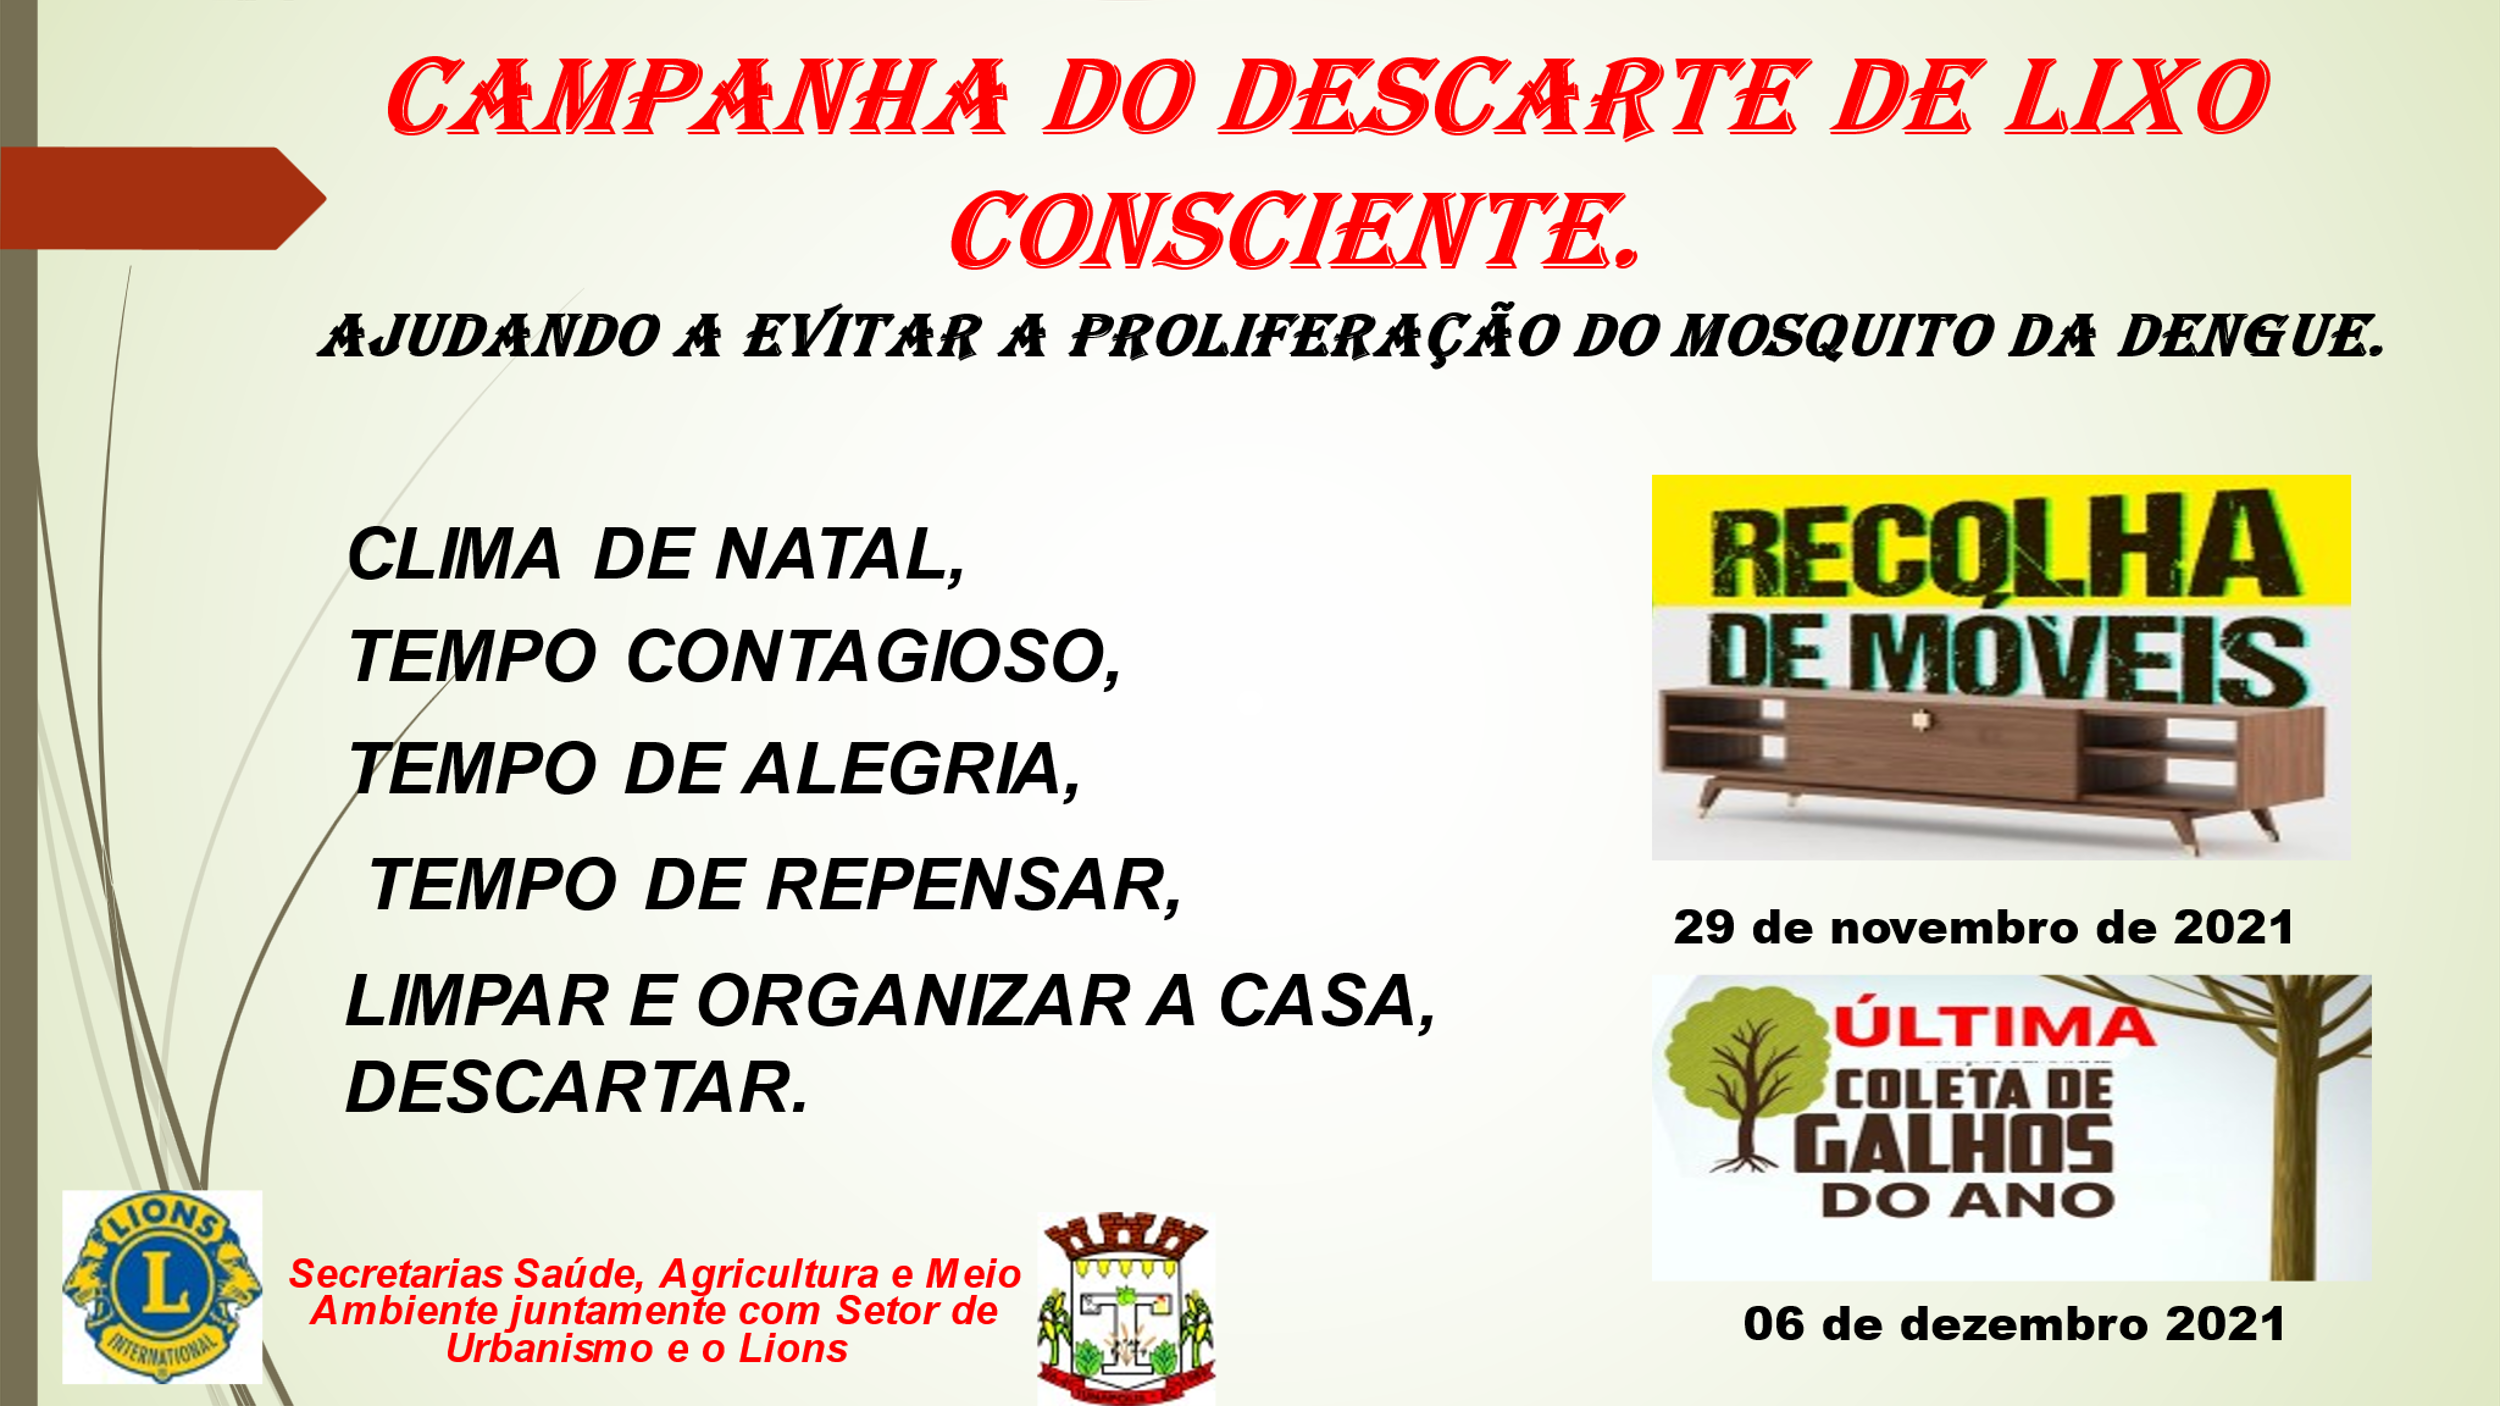 CAMPANHA DO DESCARTE DE LIXO
CONSCIENTE.
AJUDANDO A EVITAR A PROLIFERAÇÃO DO MOSQUITO DA DENGUE.
CLIMA DE NATAL,
TEMPO CONTAGIOSO,
TEMPO DE ALEGRIA,
TEMPO DE REPENSAR,
LIMPAR E ORGANIZAR A CASA,
DESCARTAR.
RECOLHA
DE MÓVEIS
29 de novembro de 2021
ÚLTIMA
COLETA DE
GALHOS
DO ANO
06 de dezembro 2021
LIONS
L
INTERNATIONAL
Secretarias Saúde, Agricultura e Meio
Ambiente juntamente com Setor de
Urbanismo e o Lions
T